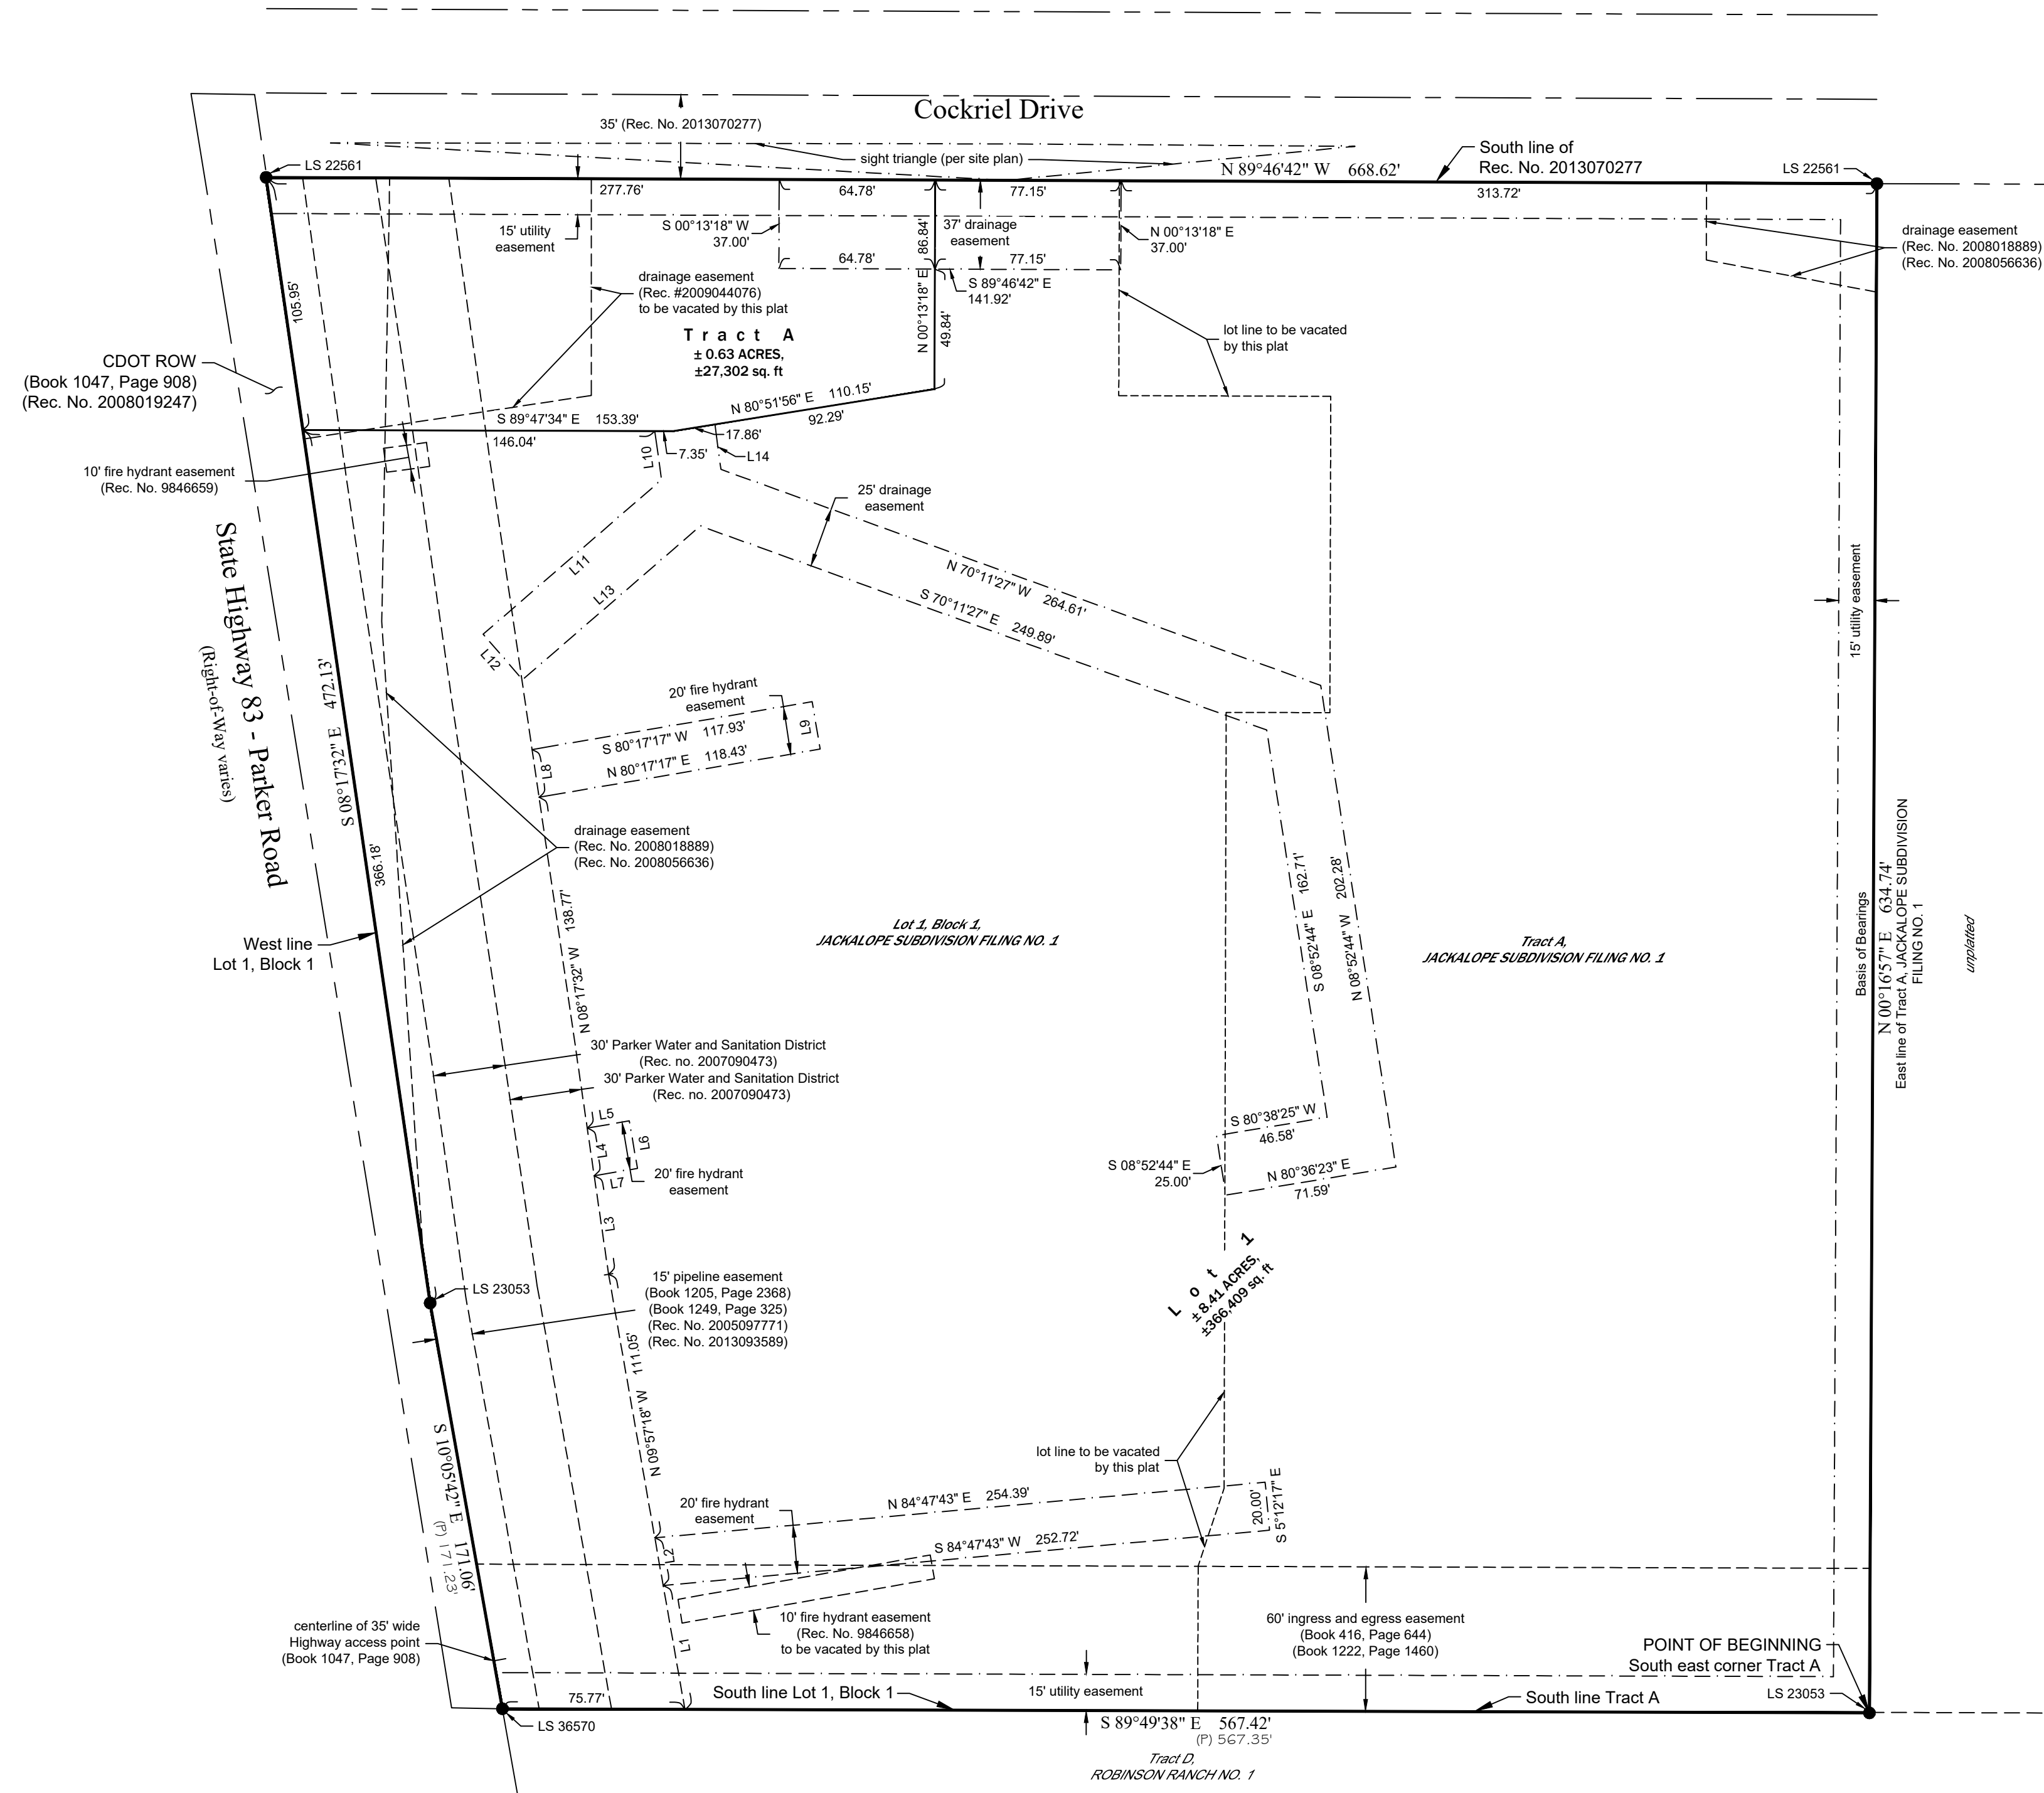 Cockriel Drive
35' (Rec. No. 2013070277)
sight triangle (per site plan)
South line of
Rec. No. 2013070277
LS 22561
N 89°46'42" W 668.62'
LS 22561
277.76'
64.78'
77.15'
313.72'
15' utility
easement
S 00°13'18" W
37.00'
86.84'
37' drainage
easement
N 00°13'18" E
37.00'
drainage easement
(Rec. No. 2008018889)
(Rec. No. 2008056636)
64.78'
77.15'
S 89°46'42" E
141.92'
drainage easement
(Rec. #2009044076)
to be vacated by this plat
N 00°13'18" E
49.84'
105.95'
Tract A
± 0.63 ACRES,
±27,302 sq. ft
lot line to be vacated
by this plat
CDOT ROW
(Book 1047, Page 908)
(Rec. No. 2008019247)
N 80°51'56" E 110.15'
92.29'
S 89°47'34" E 153.39'
146.04'
17.86'
7.35'
L10
L14
10' fire hydrant easement
(Rec. No. 9846659)
25' drainage
easement
State Highway 83 - Parker Road
(Right-of-Way varies)
L11
L13
L12
N 70°11'27" W 264.61'
S 70°11'27" E 249.89'
15' utility easement
S 08°17'32" E 472.13'
20' fire hydrant
easement
S 80°17'17" W 117.93'
N 80°17'17" E 118.43'
L8
L9
366.18'
drainage easement
(Rec. No. 2008018889)
(Rec. No. 2008056636)
N 08°17'32" W 138.77'
S 08°52'44" E 162.71'
N 08°52'44" W 202.28'
Lot 1, Block 1,
JACKALOPE SUBDIVISION FILING NO. 1
Tract A,
JACKALOPE SUBDIVISION FILING NO. 1
Basis of Bearings
N 00°16'57" E 634.74'
East line of Tract A, JACKALOPE SUBDIVISION
FILING NO. 1
unplatted
West line
Lot 1, Block 1
30' Parker Water and Sanitation District
(Rec. no. 2007090473)
30' Parker Water and Sanitation District
(Rec. no. 2007090473)
L5
L4
L6
L7
20' fire hydrant
easement
S 80°38'25" W
46.58'
S 08°52'44" E
25.00'
N 80°36'23" E
71.59'
L3
Lot 1
± 8.41 ACRES,
±366,409 sq. ft
LS 23053
15' pipeline easement
(Book 1205, Page 2368)
(Book 1249, Page 325)
(Rec. No. 2005097771)
(Rec. No. 2013093589)
N 09°57'18" W 111.05'
S 10°05'42" E 171.06'
(P) 171.23'
lot line to be vacated
by this plat
20' fire hydrant
easement
N 84°47'43" E 254.39'
20.00'
S 5°12'17" E
S 84°47'43" W 252.72'
L2
L1
10' fire hydrant easement
(Rec. No. 9846658)
to be vacated by this plat
60' ingress and egress easement
(Book 416, Page 644)
(Book 1222, Page 1460)
centerline of 35' wide
Highway access point
(Book 1047, Page 908)
POINT OF BEGINNING
South east corner Tract A
75.77'
South line Lot 1, Block 1
15' utility easement
South line Tract A
LS 23053
LS 36570
S 89°49'38" E 567.42'
(P) 567.35'
Tract D,
ROBINSON RANCH NO. 1